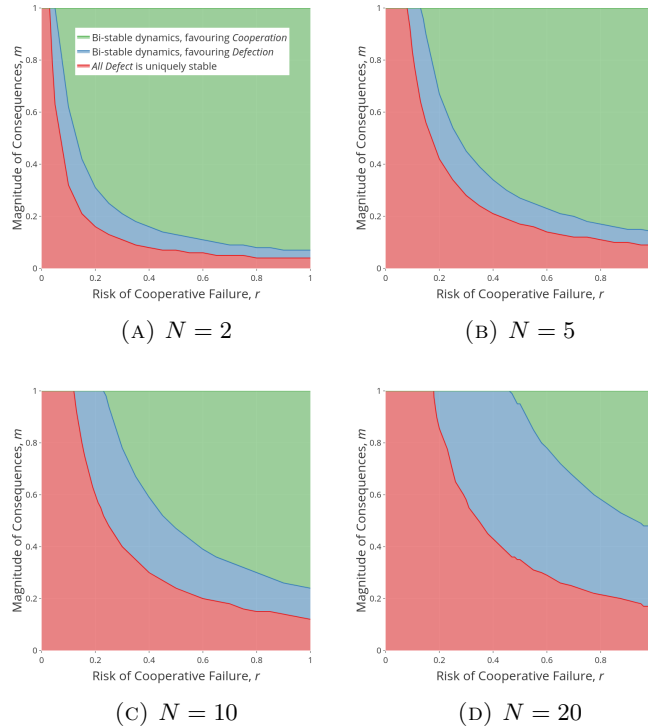 Bi-stable dynamics, favouring Cooperation
Bi-stable dynamics, favouring Defection
All Defect is uniquely stable
Magnitude of Consequences, m
1
0.8
0.6
0.4
0.2
0
0 0.2 0.4 0.6 0.8 1
Risk of Cooperative Failure, r
(A) N = 2
Magnitude of Consequences, m
1
0.8
0.6
0.4
0.2
0
0 0.2 0.4 0.6 0.8
Risk of Cooperative Failure, r
(B) N = 5
Magnitude of Consequences, m
1
0.8
0.6
0.4
0.2
0
0 0.2 0.4 0.6 0.8 1
Risk of Cooperative Failure, r
(C) N = 10
Magnitude of Consequences, m
1
0.8
0.6
0.4
0.2
0
0 0.2 0.4 0.6 0.8
Risk of Cooperative Failure, r
(D) N = 20